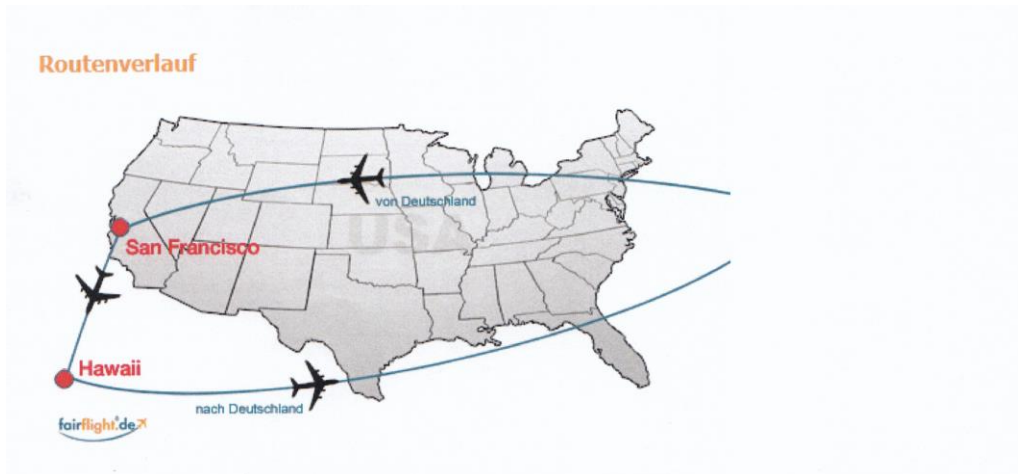 Routenverlauf
von Deutschland
USA
San Francisco
Hawaii
nach Deutschland
fairflight.de